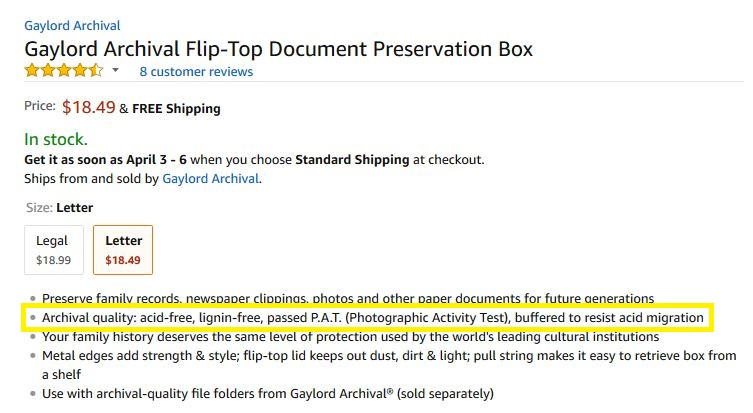 Gaylord Archival
Gaylord Archival Flip-Top Document Preservation Box
8 customer reviews
Price: $18.49 & FREE Shipping
In stock.
Get it as soon as April 3 - 6 when you choose Standard Shipping at checkout.
Ships from and sold by Gaylord Archival.
Size: Letter
Legal Letter
$18.99 $18.49
Preserve family records, newspaper clippings, photos and other paper documents for future generations
Archival quality: acid-free, lignin-free, passed P.A.T. (Photographic Activity Test), buffered to resist acid migration
Your family history deserves the same level of protection used by the world's leading cultural institutions
Metal edges add strength & style; flip-top lid keeps out dust, dirt & light; pull string makes it easy to retrieve box from
a shelf
Use with archival-quality file folders from Gaylord Archival® (sold separately)